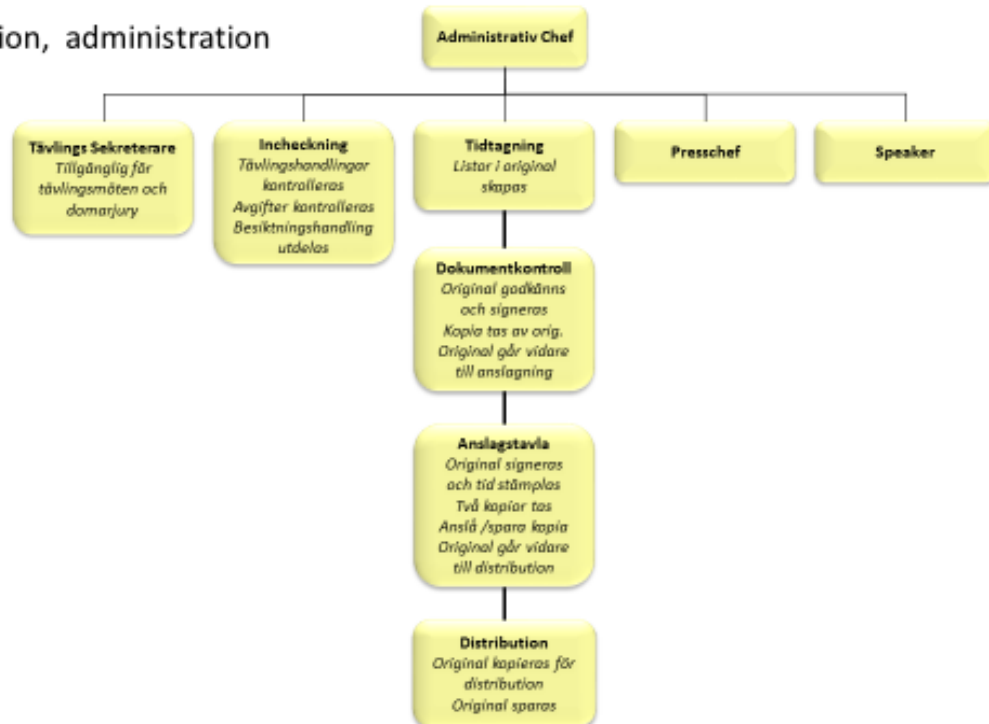 ion, administration
Administrativ Chef
Tävlings Sekreterare
Tillgänglig för
tävlingsmöten och
domarjury
Incheckning
Tävlingshandlingar
kontrolleras
Avgifter kontrolleras
Besiktningshandling
utdelas
Tidtagning
Listor i original
skapas
Presschef
Speaker
Dokumentkontroll
Original godkänns
och signeras
Kopia tas av orig.
Original går vidare
till anslagning
Anslagstavla
Original signeras
och tid stämplas
Två kopior tas
Anslå /spara kopia
Original går vidare
till distribution
Distribution
Original kopieras för
distribution
Original sparas